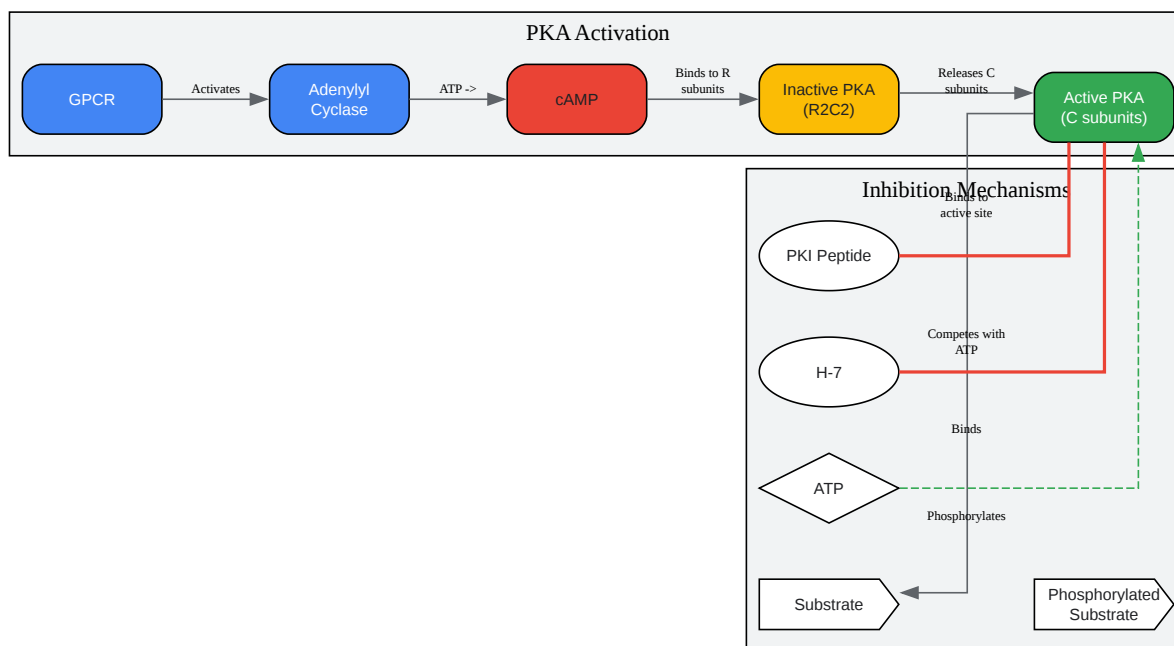 PKA Activation
GPCR
Activates
Adenylyl
Cyclase
ATP ->
cAMP
Binds to R
subunits
Inactive PKA
(R2C2)
Releases C
subunits
Active PKA
(C subunits)
Inhibition Mechanisms
Binds to
active site
PKI Peptide
Competes with
ATP
H-7
Binds
ATP
Phosphorylates
Substrate
Phosphorylated
Substrate